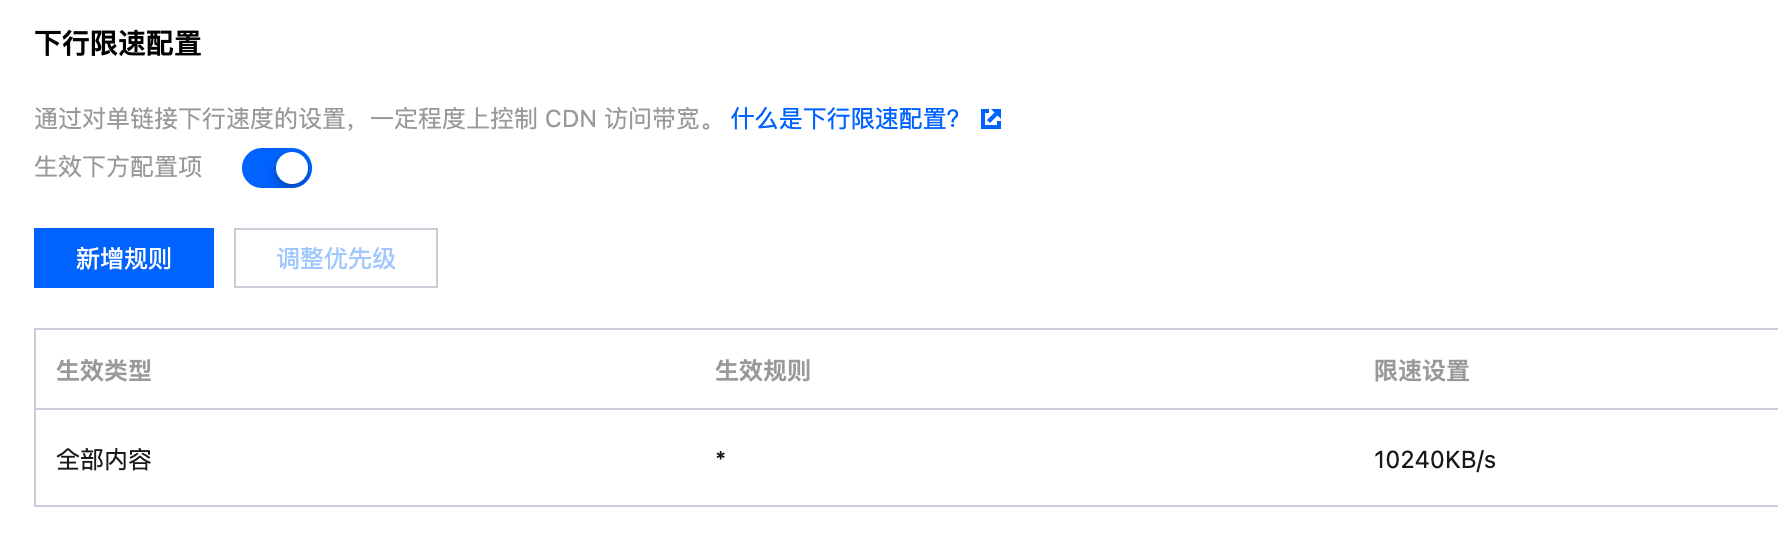 下行限速配置
通过对单链接下行速度的设置，一定程度上控制 CDN 访问带宽。 什么是下行限速配置?
生效下方配置项
新增规则 调整优先级
生效类型 生效规则 限速设置
全部内容 * 10240KB/s